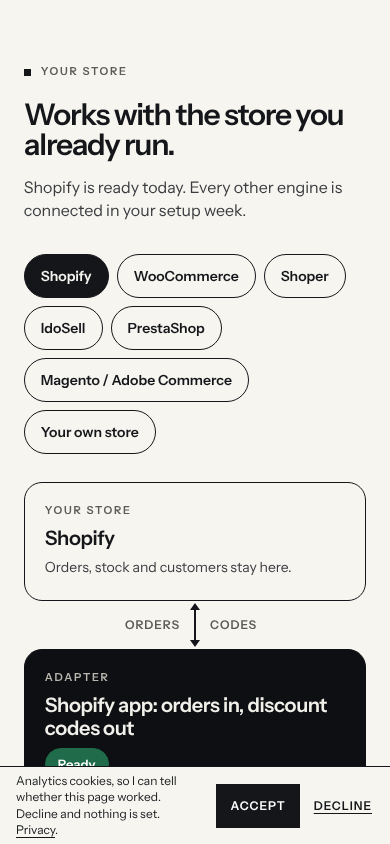 YOUR STORE
Works with the store you
already run.
Shopify is ready today. Every other engine is
connected in your setup week.
Shopify
WooCommerce
Shoper
IdoSell
PrestaShop
Magento / Adobe Commerce
Your own store
YOUR STORE
Shopify
Orders, stock and customers stay here.
ORDERS
CODES
ADAPTER
Shopify app: orders in, discount
codes out
Ready
Analytics cookies, so I can tell
whether this page worked.
Decline and nothing is set.
Privacy.
ACCEPT
DECLINE